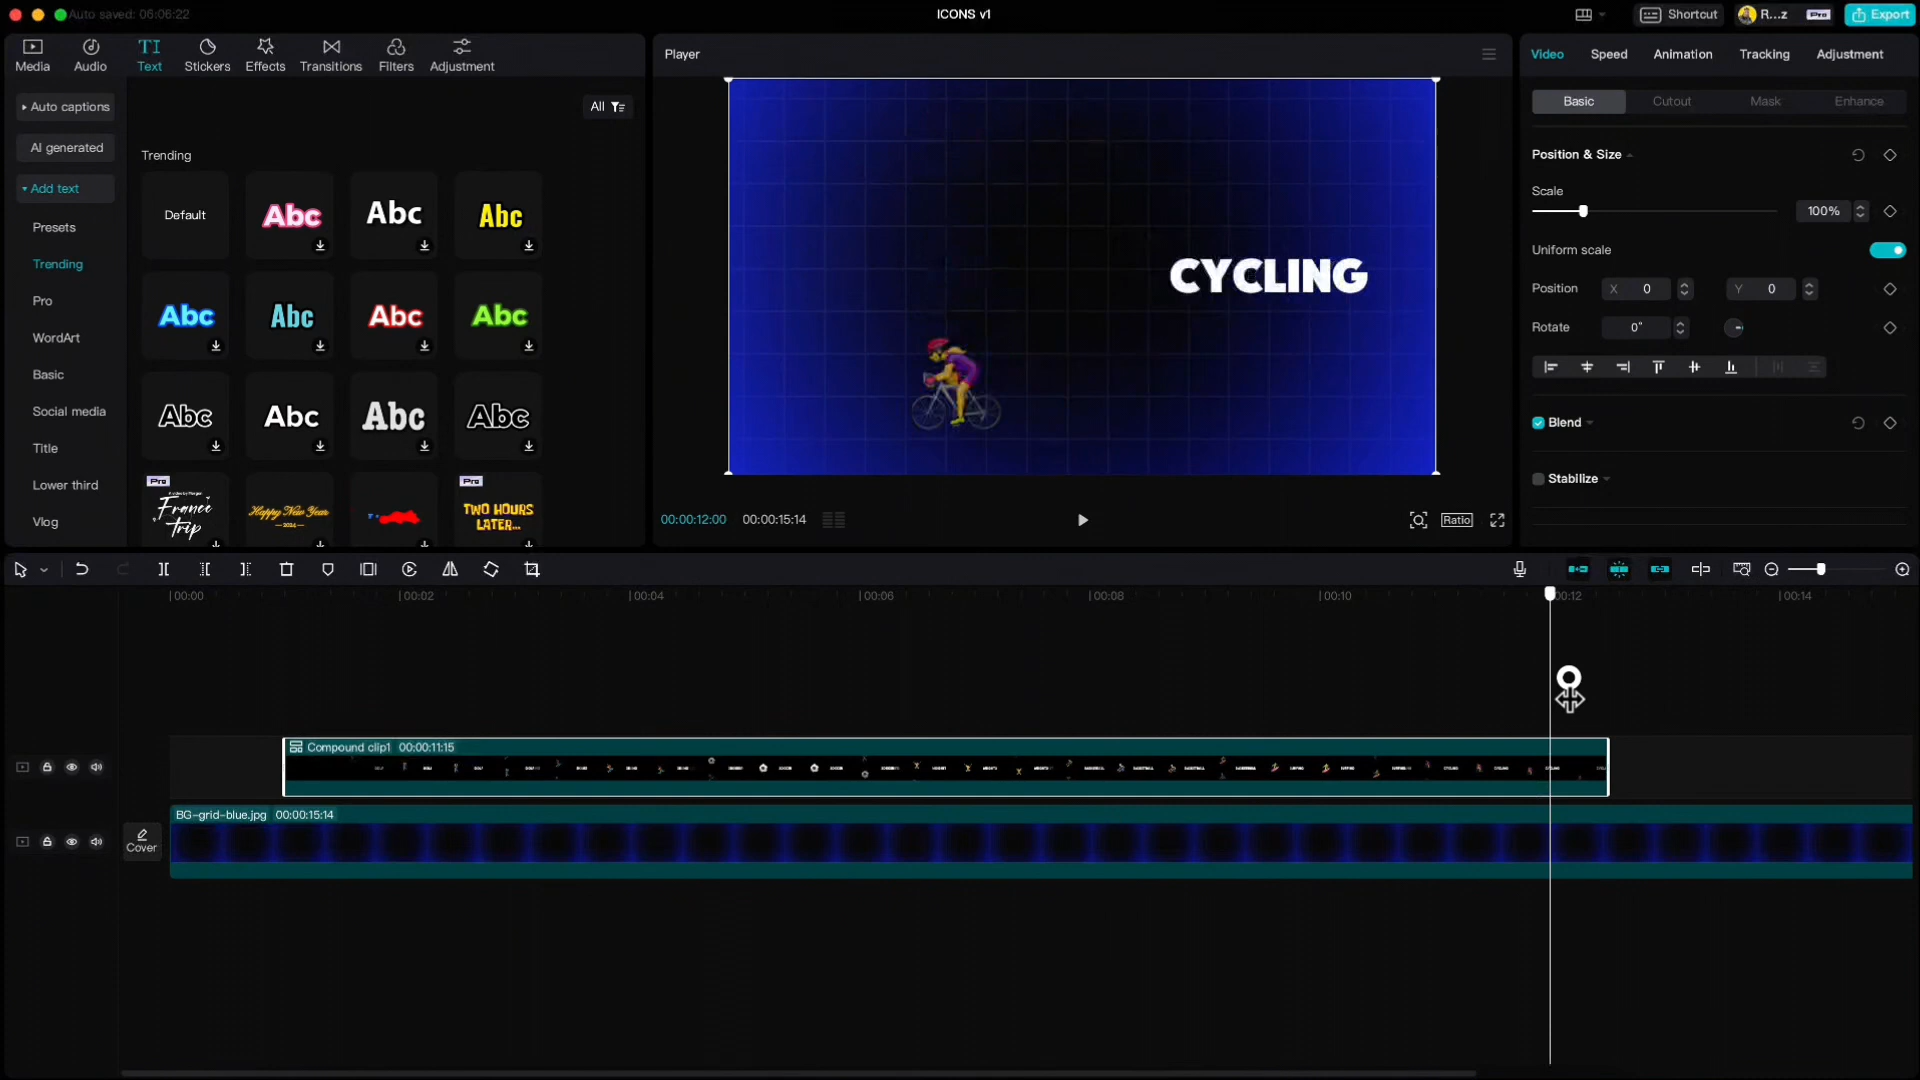 Auto saved: 06:06:22
ICONS v1
Shortcut
R...z
Pro
Export
Media
Audio
TI
Text
Stickers
Effects
Transitions
Filters
Adjustment
Player
Video
Speed
Animation
Tracking
Adjustment
Auto captions
AI generated
Add text
Presets
Trending
Pro
WordArt
Basic
Social media
Title
Lower third
Vlog
All
Trending
Default
Abc
Abc
Abc
Abc
Abc
Abc
Abc
Abc
Abc
Abc
Abc
Pro
France
trip
Happy New Year
2024
Pro
TWO HOURS
LATER...
CYCLING
00:00:12:00
00:00:15:14
Ratio
Basic
Cutout
Mask
Enhance
Position & Size
Scale
100%
Uniform scale
Position
X 0
Y 0
Rotate
0°
Blend
Stabilize
00:00
00:02
00:04
00:06
00:08
00:10
00:12
00:14
Compound clip1 00:00:11:15
BG-grid-blue.jpg 00:00:15:14
Cover